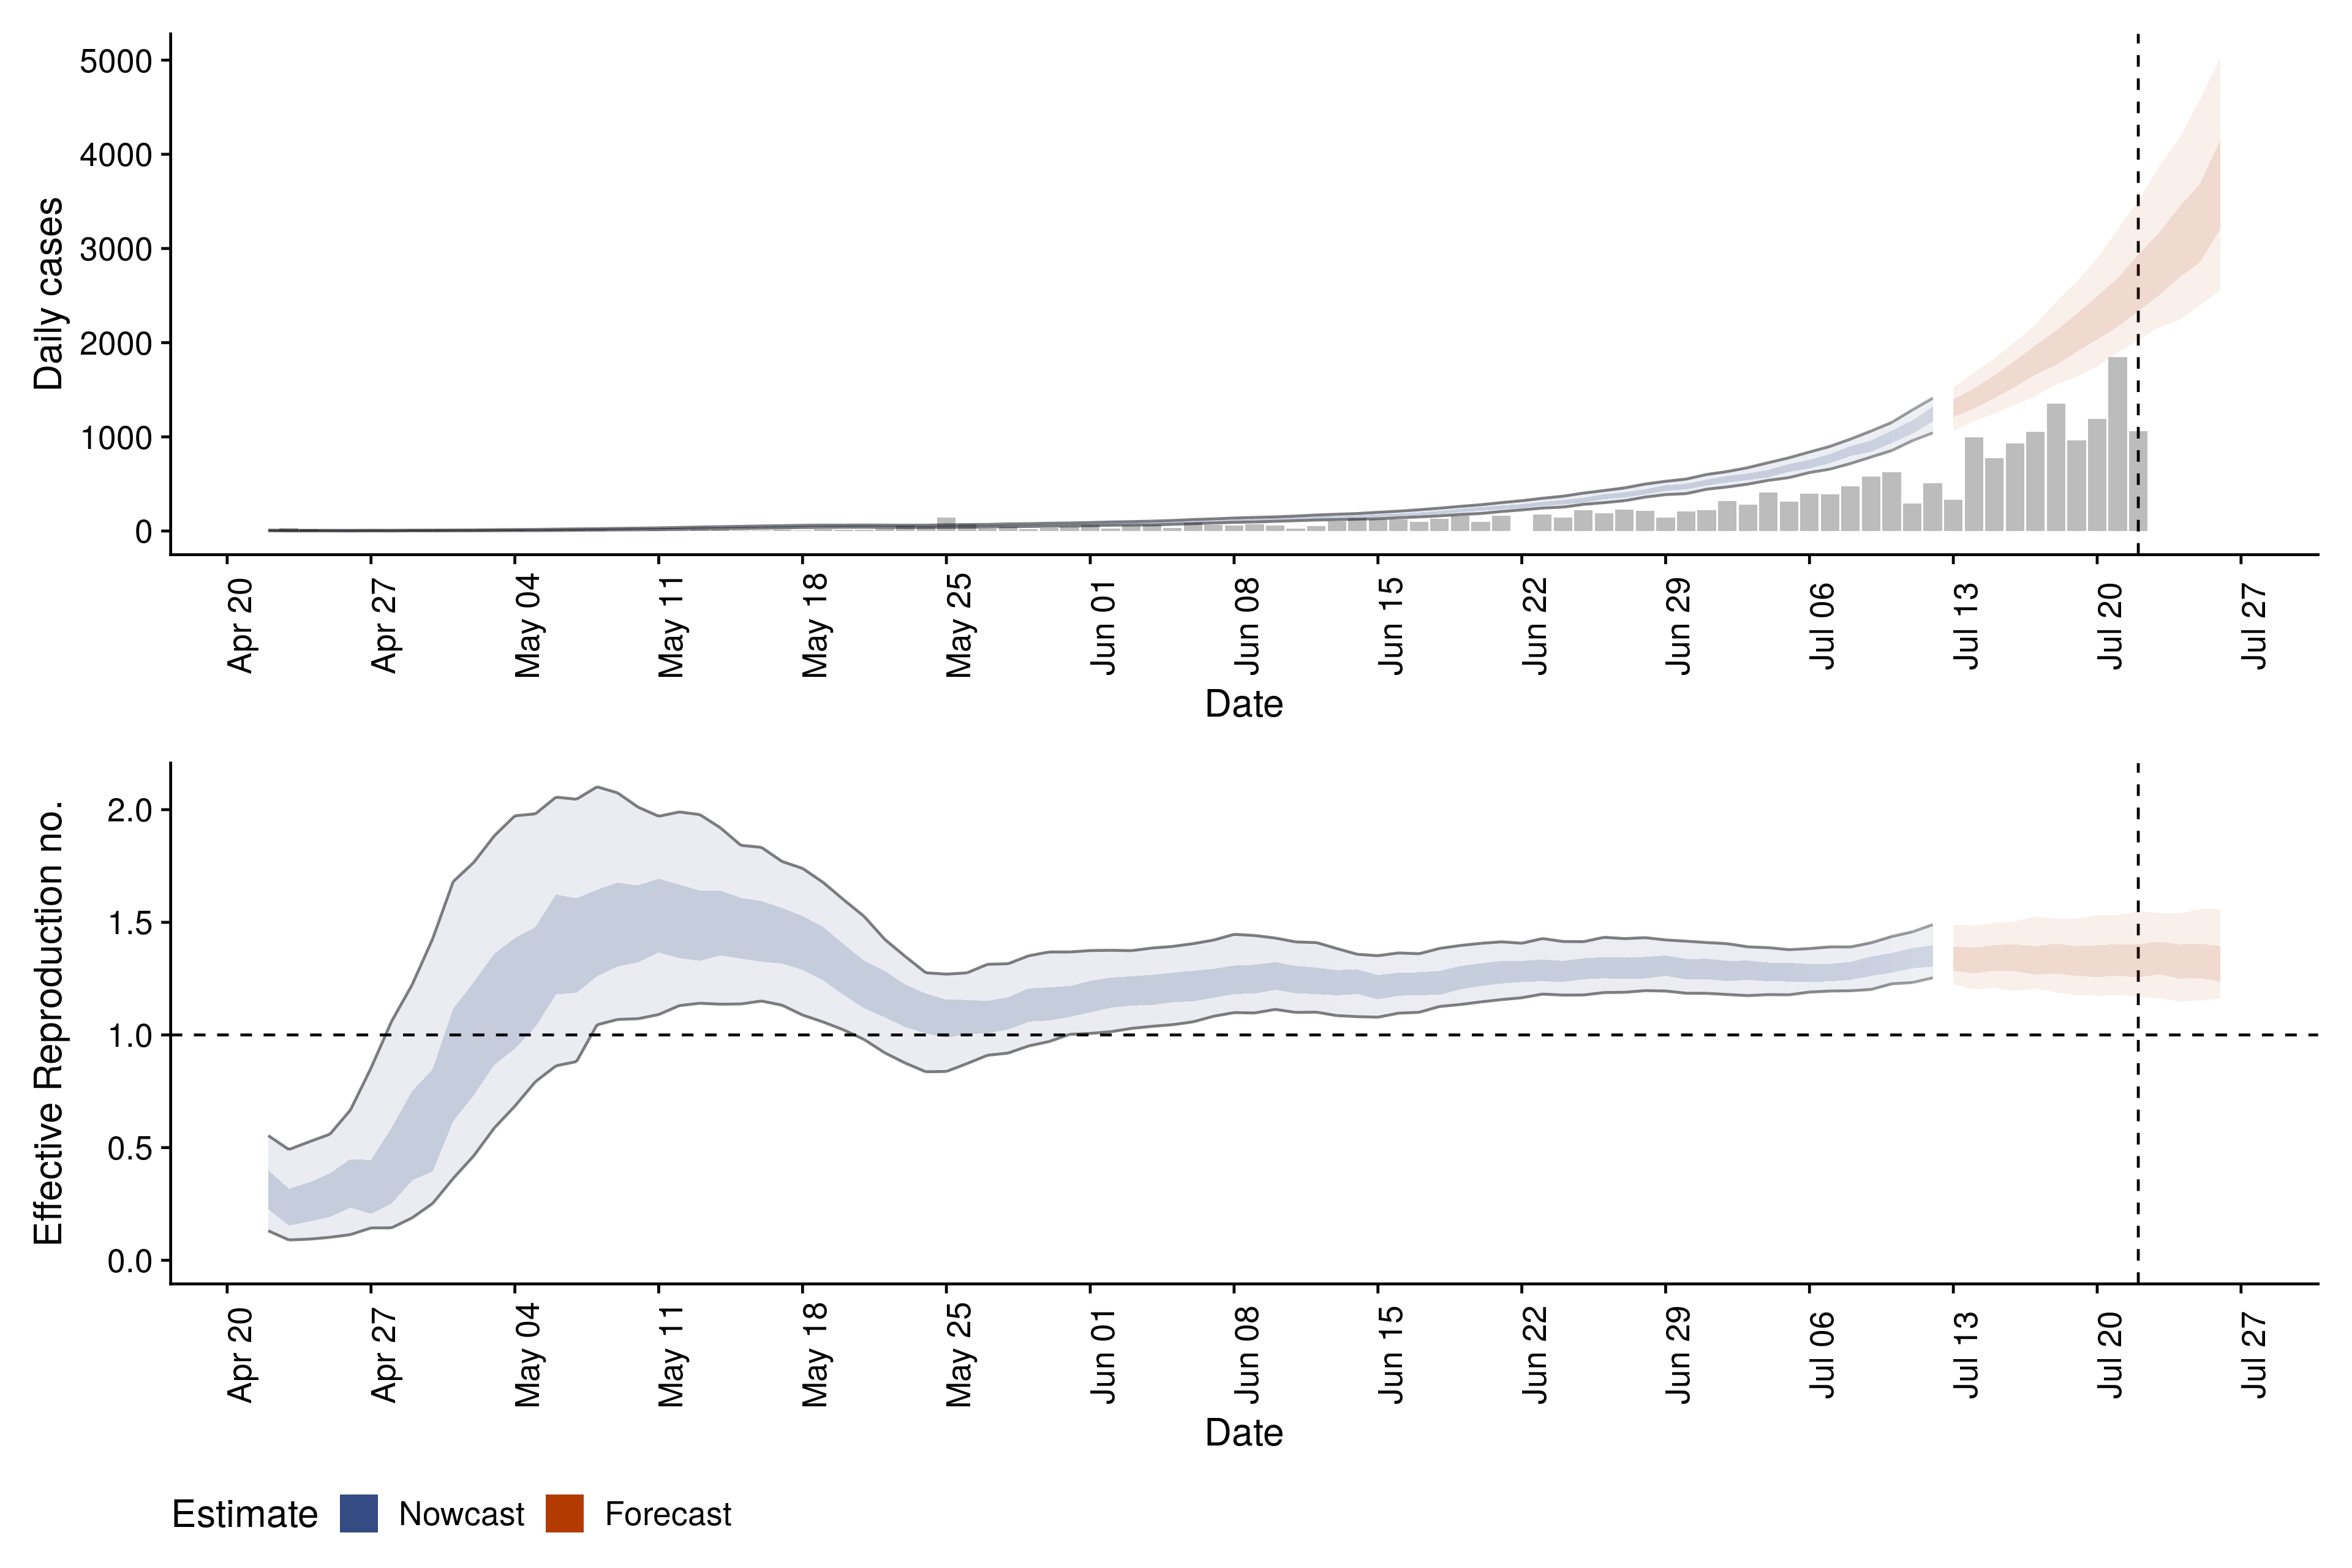 5000
4000
3000
2000
1000
0
Daily cases
Apr 20
Apr 27
May 04
May 11
May 18
May 25
Jun 01
Jun 08
Jun 15
Jun 22
Jun 29
Jul 06
Jul 13
Jul 20
Jul 27
Date
2.0
1.5
1.0
0.5
0.0
Effective Reproduction no.
Apr 20
Apr 27
May 04
May 11
May 18
May 25
Jun 01
Jun 08
Jun 15
Jun 22
Jun 29
Jul 06
Jul 13
Jul 20
Jul 27
Date
Estimate Nowcast Forecast